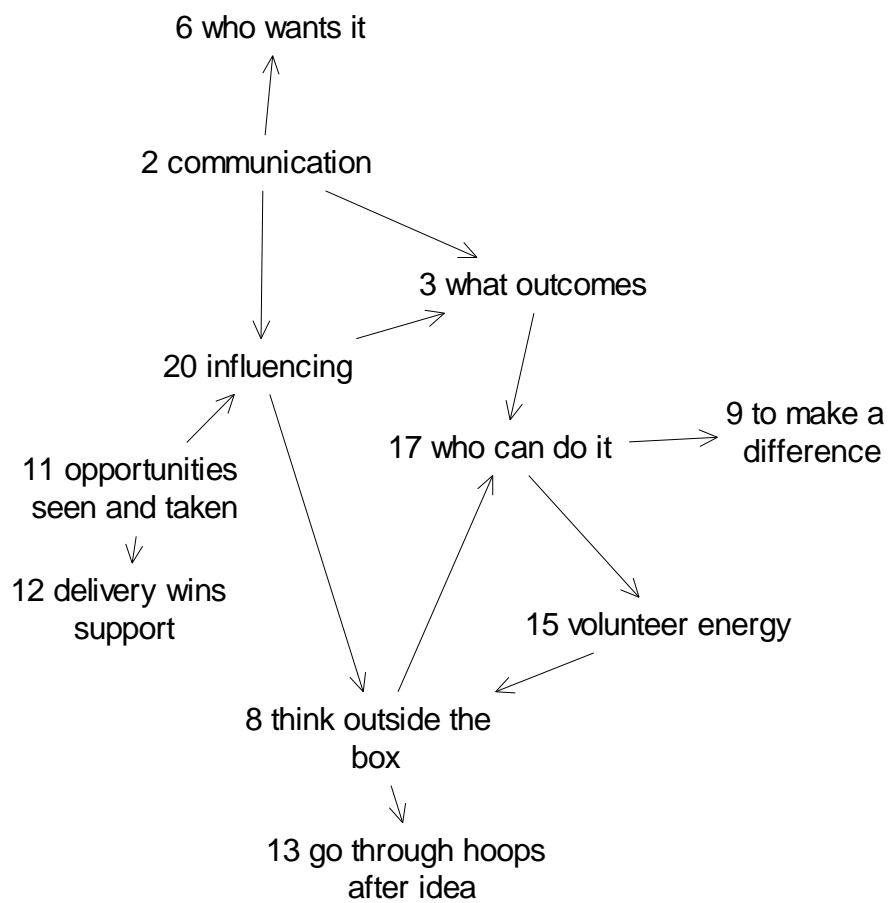 6 who wants it
2 communication
3 what outcomes
20 influencing
9 to make a
difference
17 who can do it
11 opportunities
seen and taken
12 delivery wins
support
15 volunteer energy
8 think outside the
box
13 go through hoops
after idea